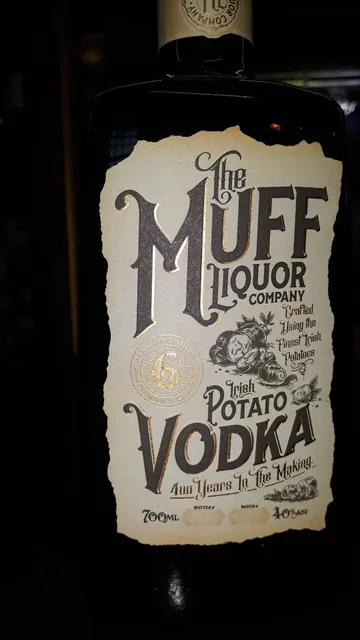 The
MUFF
LIQUOR
COMPANY
Crafted
Using the
Finest Irish
Potatoes
6
Irish
POTATO
VODKA
400 Years In The Making
700ML
BOTTLE #
BATCH #
40%ABV